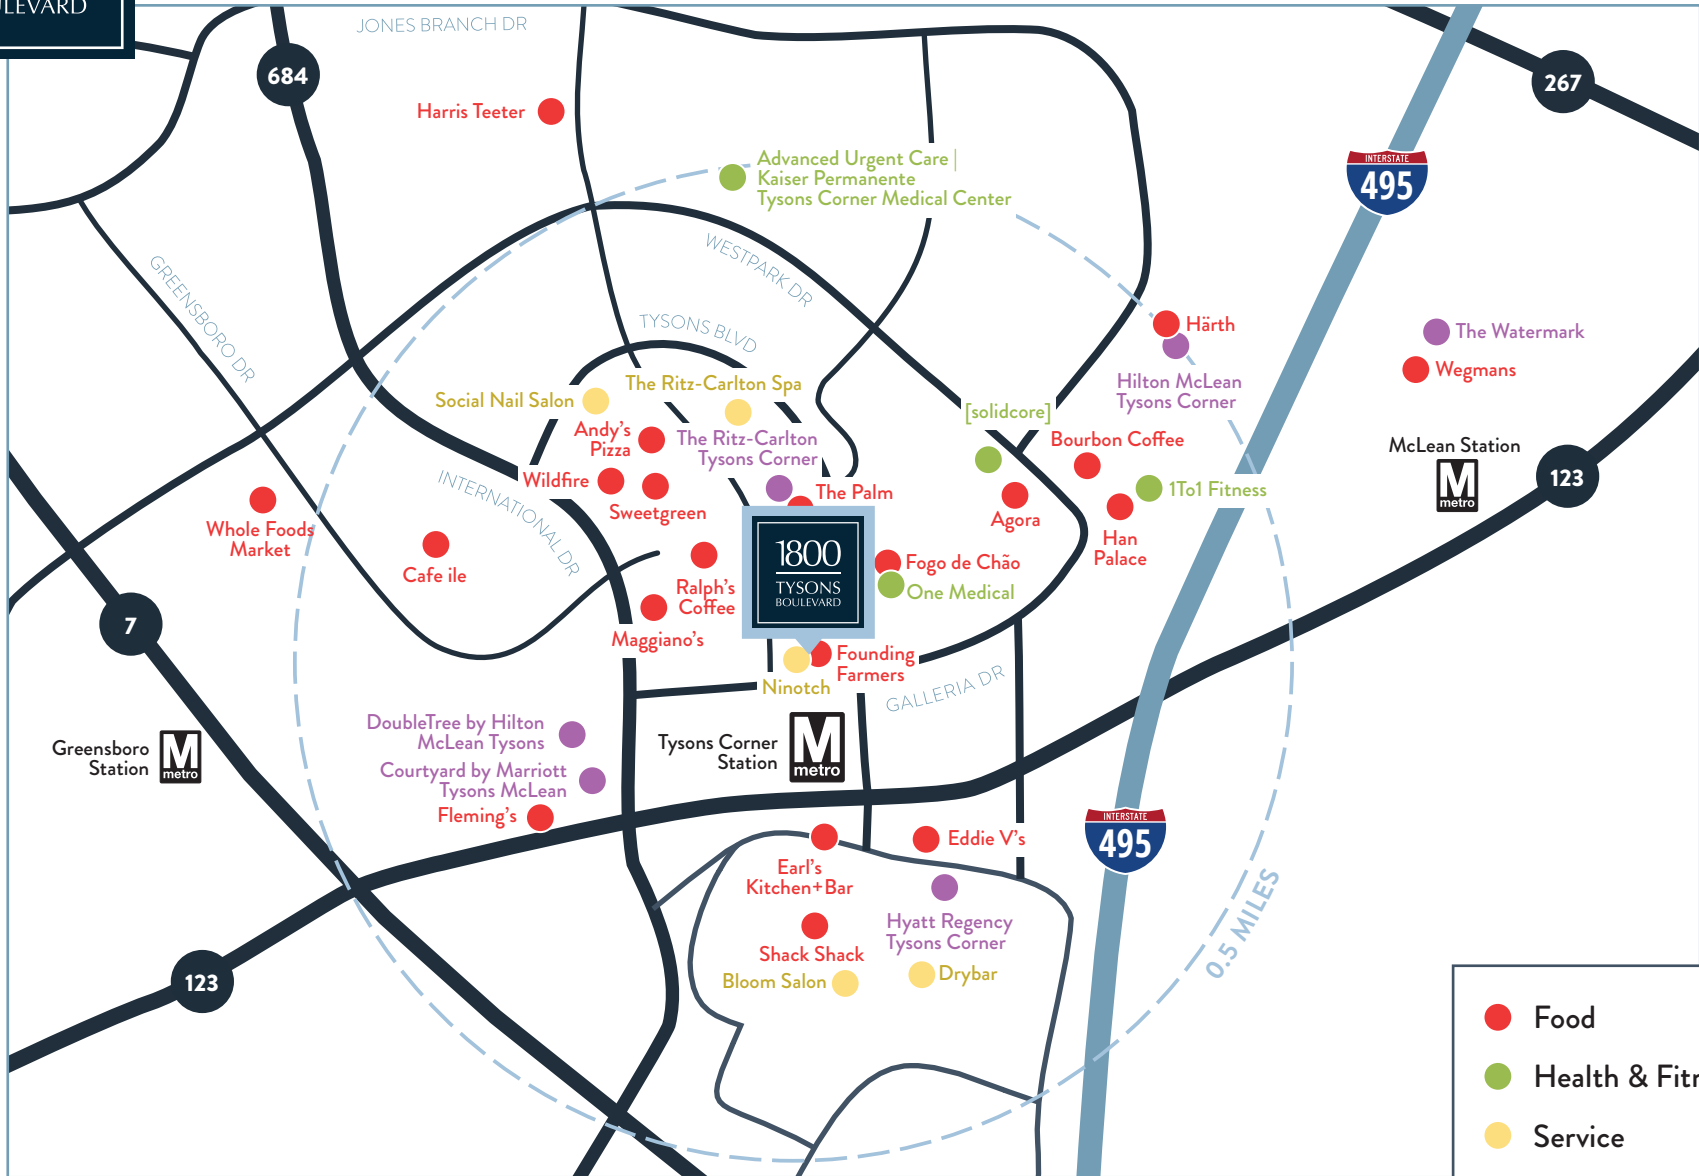 JONES BRANCH DR
684
267
Harris Teeter
INTERSTATE
495
Advanced Urgent Care |
Kaiser Permanente
Tysons Corner Medical Center
WESTPARK DR
GREENSBORO DR
TYSONS BLVD
Härth
Hilton McLean
Tysons Corner
The Watermark
Wegmans
The Ritz-Carlton Spa
Social Nail Salon
Andy's
Pizza
The Ritz-Carlton
Tysons Corner
[solidcore]
Bourbon Coffee
McLean Station
M
metro
123
Wildfire
Sweetgreen
The Palm
Agora
1To1 Fitness
Han
Palace
INTERNATIONAL DR
Whole Foods
Market
Cafe ile
Ralph's
Coffee
Maggiano's
1800
TYSONS
BOULEVARD
Fogo de Chão
One Medical
7
Founding
Farmers
Ninotch
GALLERIA DR
DoubleTree by Hilton
McLean Tysons
Courtyard by Marriott
Tysons McLean
Fleming's
Greensboro
Station
M
metro
Tysons Corner
Station
M
metro
INTERSTATE
495
Earl's
Kitchen+Bar
Eddie V's
Hyatt Regency
Tysons Corner
Shack Shack
Bloom Salon
Drybar
0.5 MILES
123
Food
Health & Fit
Service